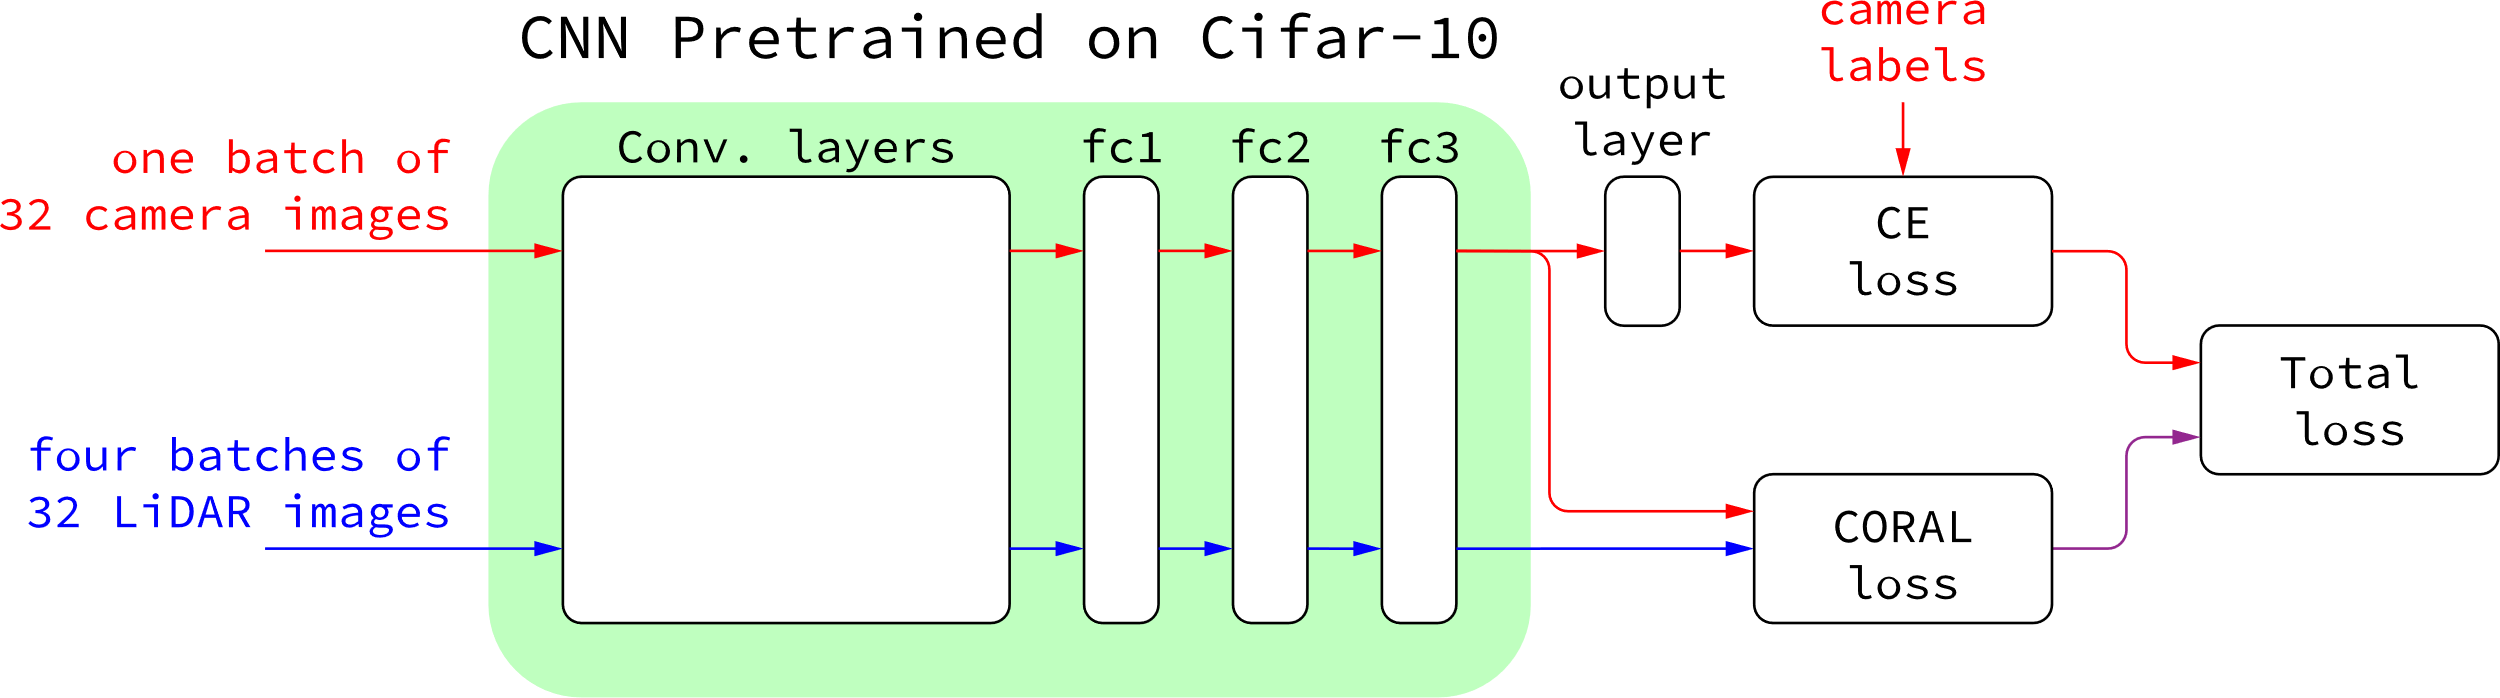 CNN Pretrained on Cifar-10
camera
labels
output
layer
one batch of
32 camera images
Conv. layers
fc1
fc2
fc3
CE
loss
Total
loss
four batches of
32 LiDAR images
CORAL
loss